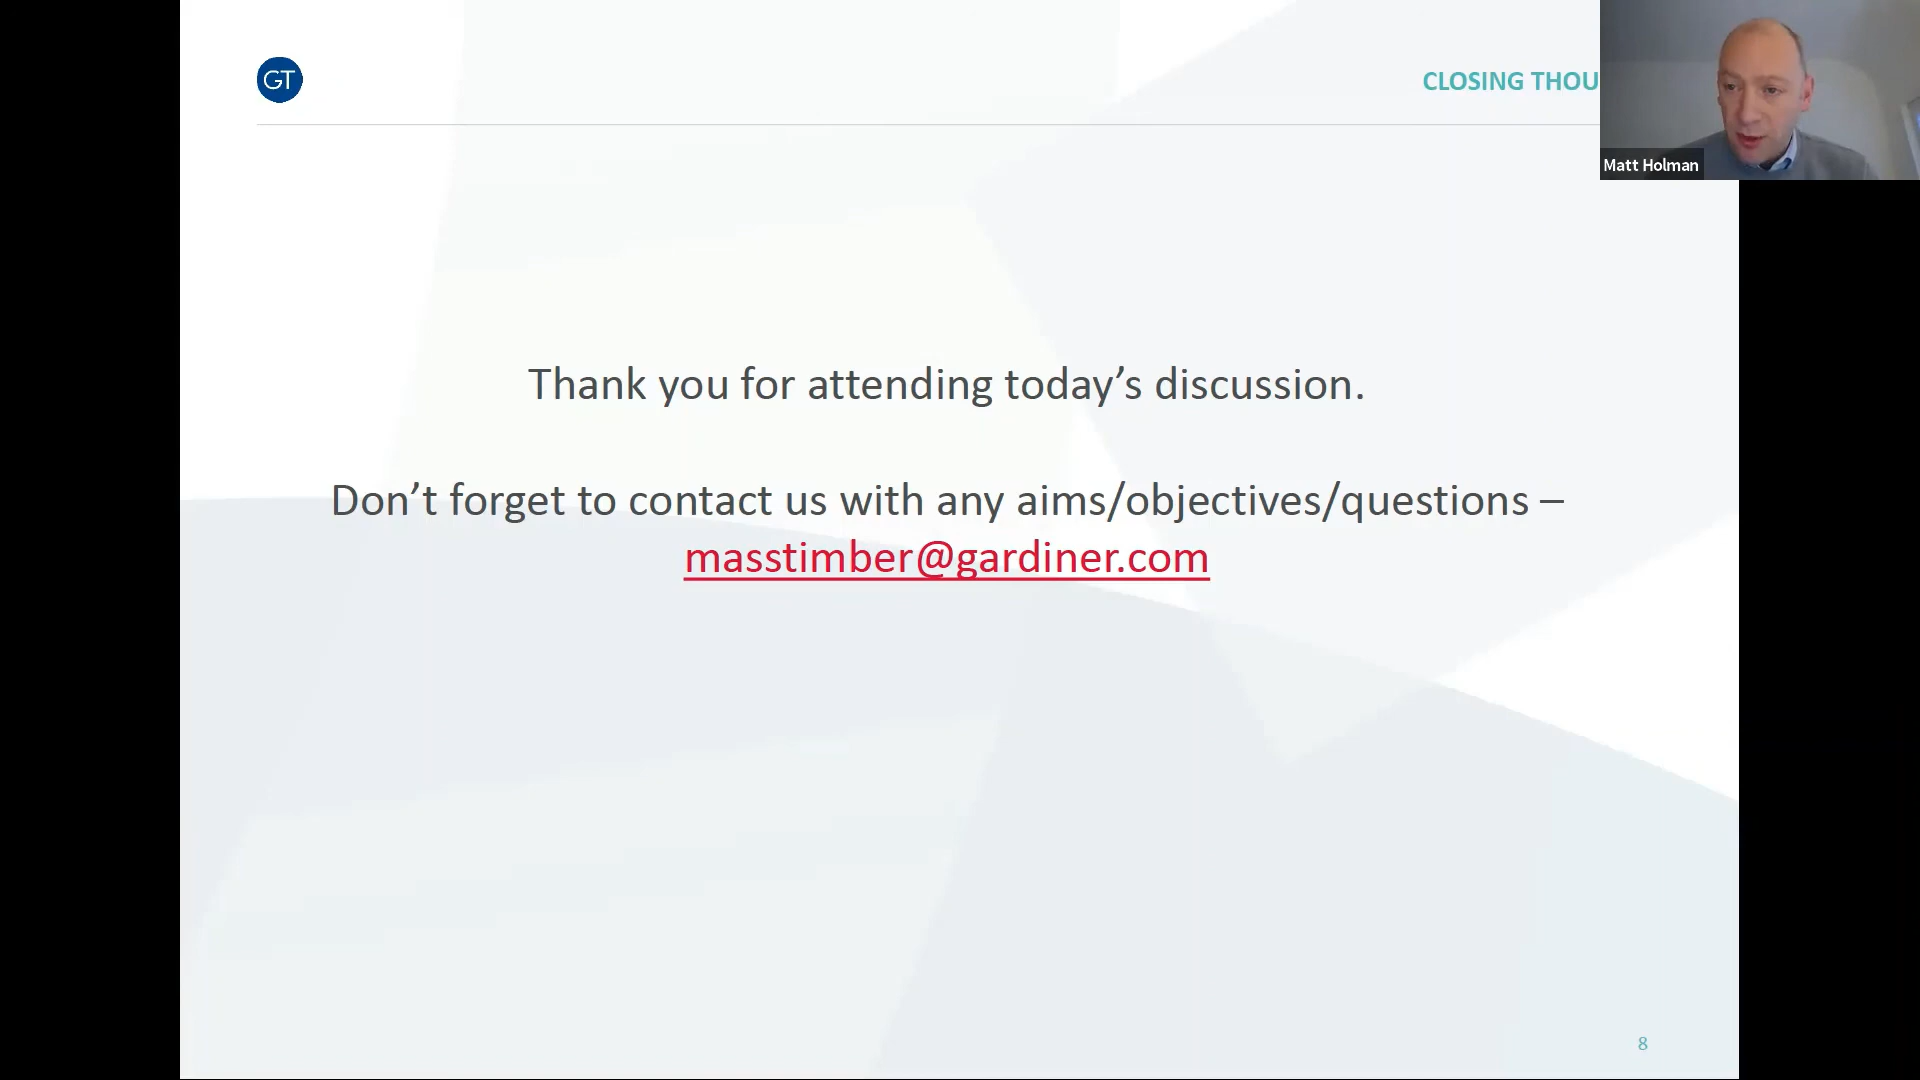 GT
CLOSING THOU
Matt Holman
Thank you for attending today’s discussion.
Don’t forget to contact us with any aims/objectives/questions –
masstimber@gardiner.com
8